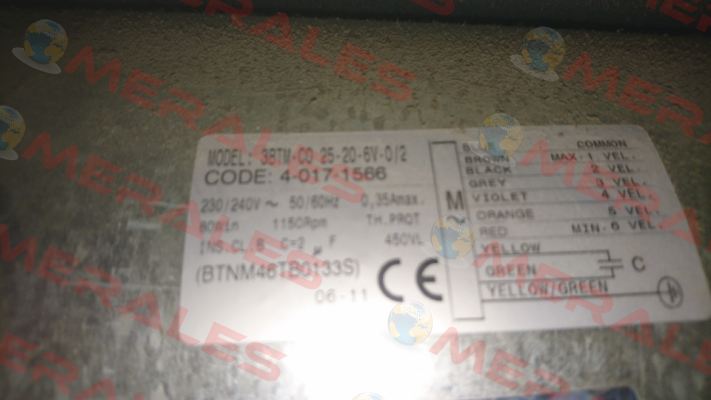 MODEL: 3BTM-CO 25-20-6V-0/2
CODE: 4-017-1566
230/240V ~ 50/60Hz 0,35Amax.
80Win 1150Rpm TH.PROT
INS.CL.B C=2 μF 450VL
(BTNM46TB0133S)
06-11 CE
COMMON
BROWN MAX-1 VEL.
BLACK 2 VEL.
GREY 3 VEL.
M ~ VIOLET 4 VEL.
ORANGE 5 VEL.
RED MIN-6 VEL.
YELLOW
GREEN C
YELLOW/GREEN
MERALES
MERALES
MERALES
MERALES
MERALES